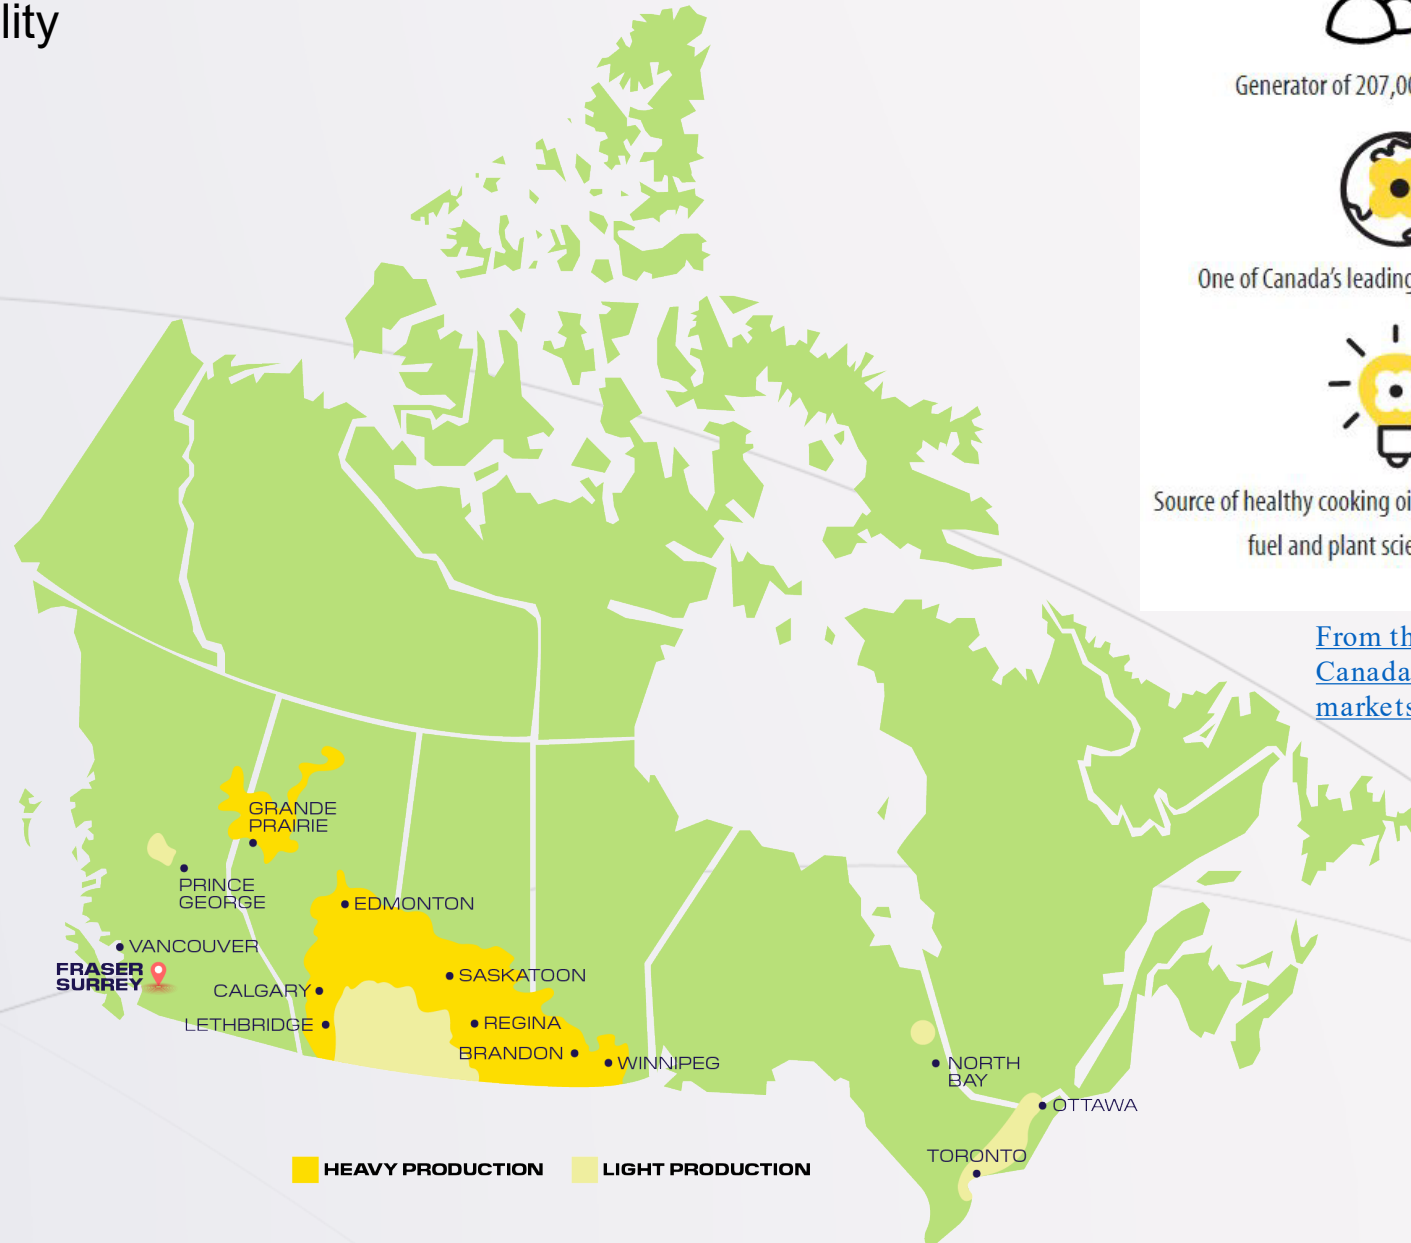 lity
Generator of 207,00
One of Canada's leading
Source of healthy cooking oi
fuel and plant scie
From th
Canada
markets
GRANDE
PRAIRIE
PRINCE
GEORGE
EDMONTON
VANCOUVER
FRASER
SURREY
SASKATOON
CALGARY
LETHBRIDGE
REGINA
BRANDON
WINNIPEG
NORTH
BAY
OTTAWA
TORONTO
HEAVY PRODUCTION
LIGHT PRODUCTION